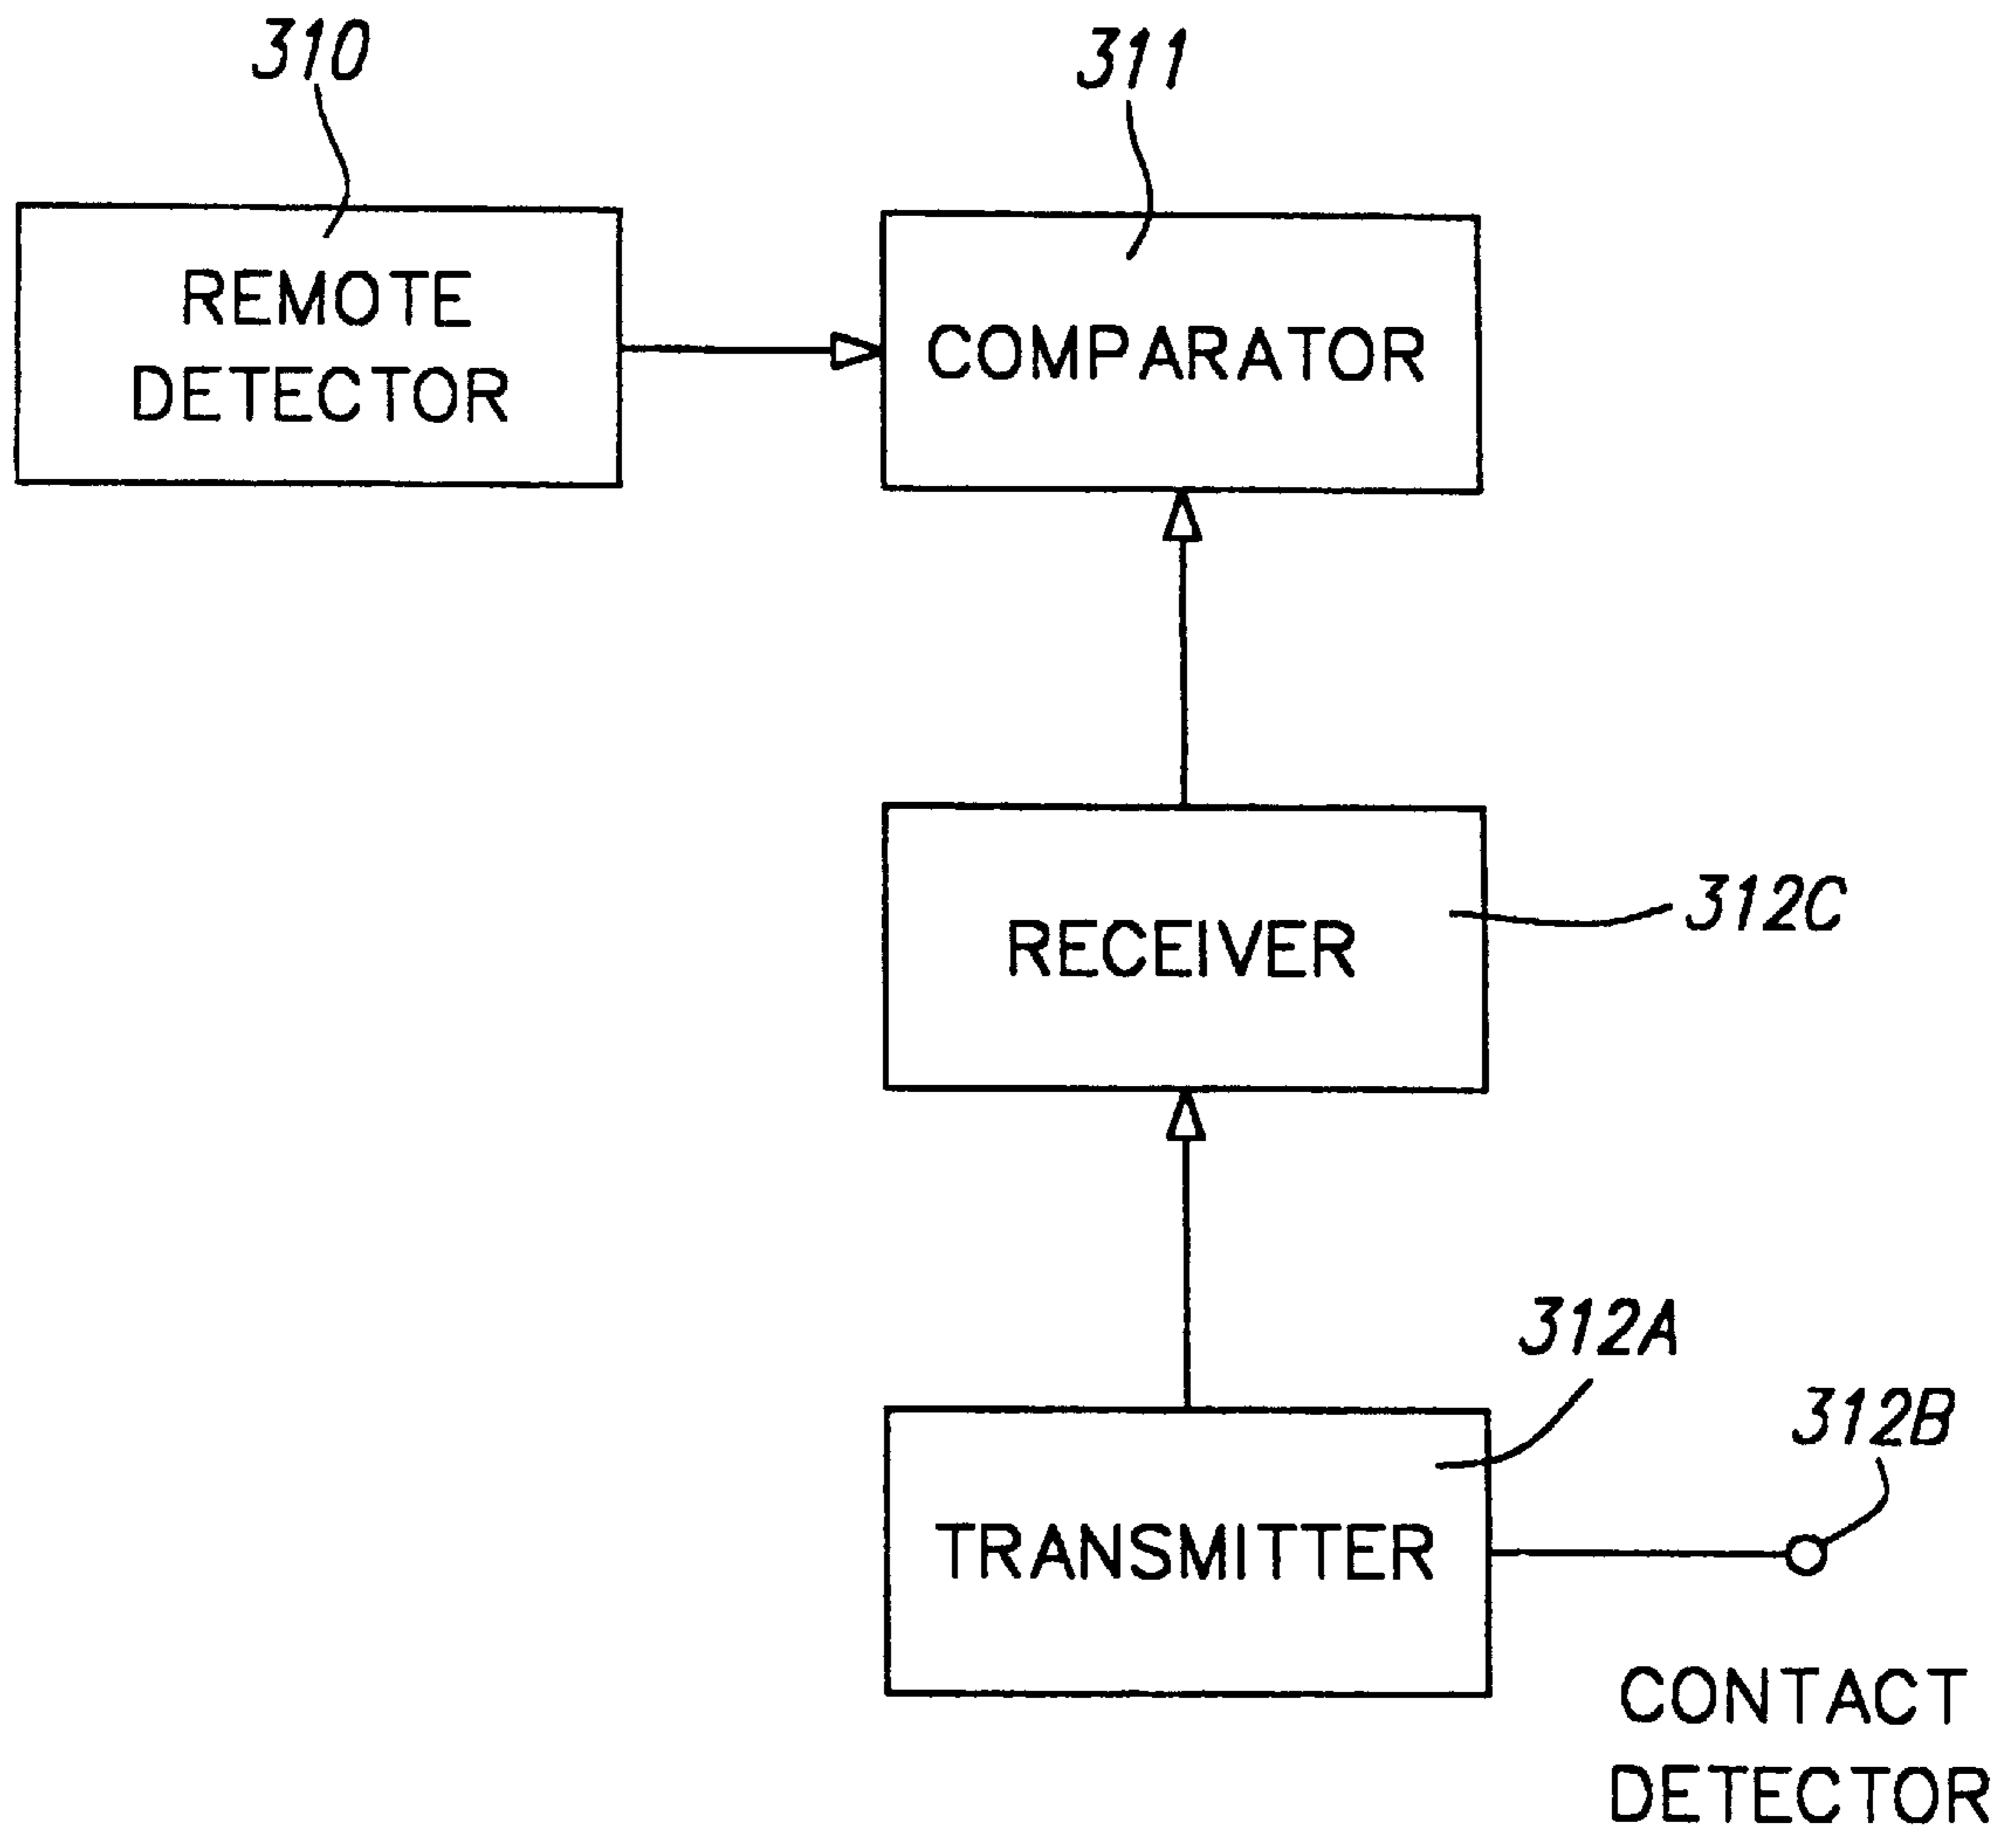 310
311
REMOTE
DETECTOR
COMPARATOR
RECEIVER
312C
312A
312B
TRANSMITTER
CONTACT
DETECTOR